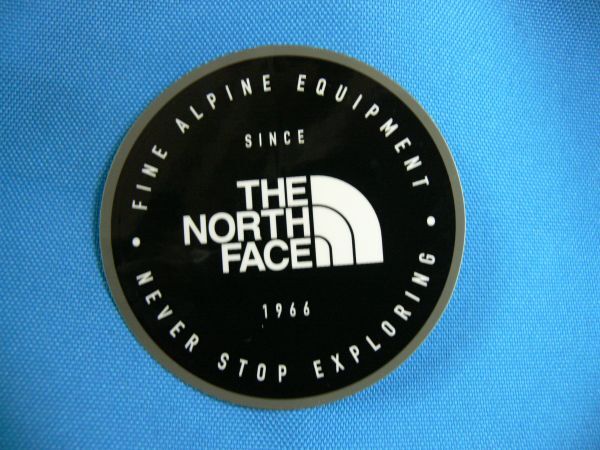 FINE ALPINE EQUIPMENT
SINCE
THE
NORTH
FACE
1966
NEVER STOP EXPLORING